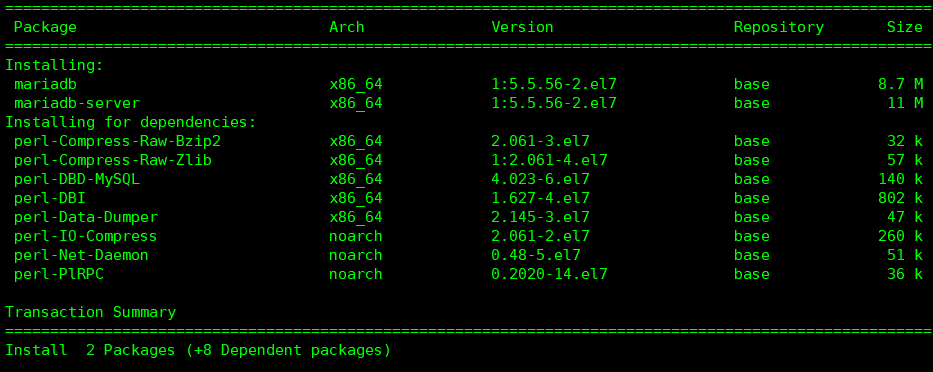 =======================================================================================================
 Package                            Arch              Version                    Repository       Size
=======================================================================================================
Installing:
 mariadb                            x86_64            1:5.5.56-2.el7             base            8.7 M
 mariadb-server                     x86_64            1:5.5.56-2.el7             base             11 M
Installing for dependencies:
 perl-Compress-Raw-Bzip2            x86_64            2.061-3.el7                base             32 k
 perl-Compress-Raw-Zlib             x86_64            1:2.061-4.el7              base             57 k
 perl-DBD-MySQL                     x86_64            4.023-6.el7                base            140 k
 perl-DBI                           x86_64            1.627-4.el7                base            802 k
 perl-Data-Dumper                   x86_64            2.145-3.el7                base             47 k
 perl-IO-Compress                   noarch            2.061-2.el7                base            260 k
 perl-Net-Daemon                    noarch            0.48-5.el7                 base             51 k
 perl-PlRPC                         noarch            0.2020-14.el7              base             36 k

Transaction Summary
=======================================================================================================
Install  2 Packages (+8 Dependent packages)